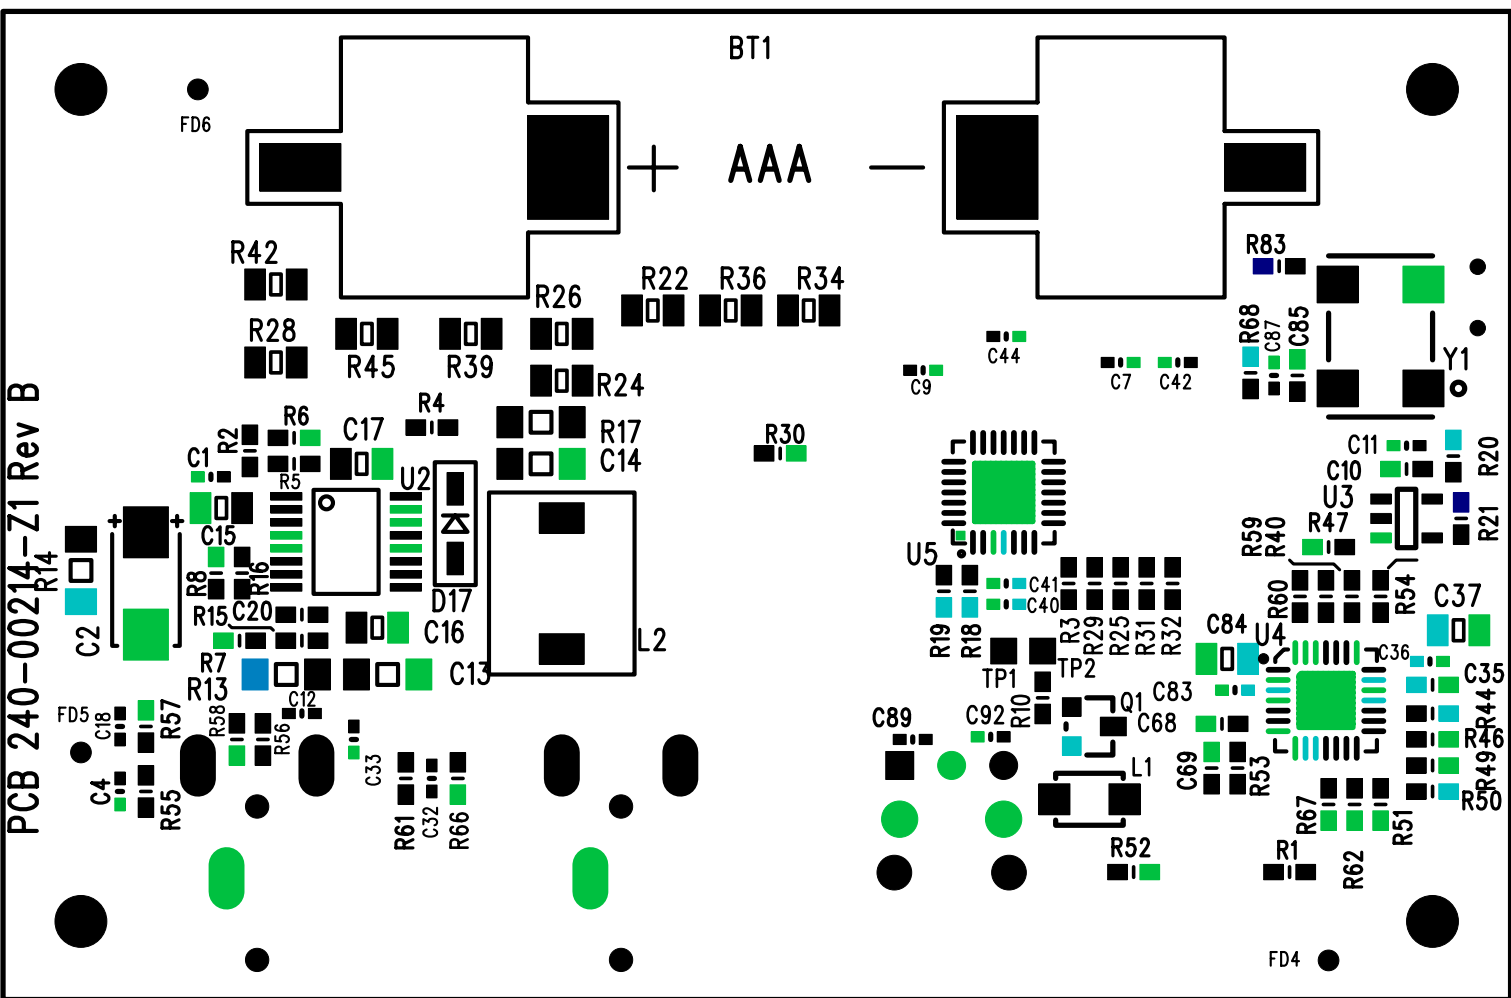 BT1
FD6
+ AAA —
R42
R83
R22
R36
R34
R26
R28
R68
C87
C85
R45
R39
C44
Y1
C9
C7
C42
R24
R4
R6
C17
R2
R17
R30
C11
C1
C14
C10
R20
R5
U2
U3
+ +
C15
R47
R21
R59
R40
U5
R14
R8
R16
C41
D17
C40
R60
R54
R15
C20
C16
C37
C2
L2
R19
R18
R3
R29
R25
R31
R32
C84
U4
C36
R7
C13
TP1
TP2
C35
R13
C83
C12
R10
Q1
R44
FD5
C18
R57
R58
R56
C89
C92
C68
R46
C33
L1
C69
R53
R49
C4
R55
R50
R61
C32
R66
R67
R62
R51
R52
R1
FD4
PCB 240-00214-Z1 Rev B